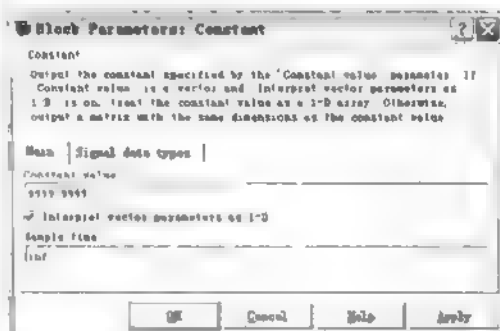 Block Parameters: Constant
Constant
Output the constant specified by the 'Constant value' parameter. If
'Constant value' is a vector and 'Interpret vector parameters as
1-D' is on, treat the constant value as a 1-D array. Otherwise,
output a matrix with the same dimensions as the constant value.
Main
Signal data types
Constant value
Interpret vector parameters as 1-D
Sample time
inf
OK
Cancel
Help
Apply